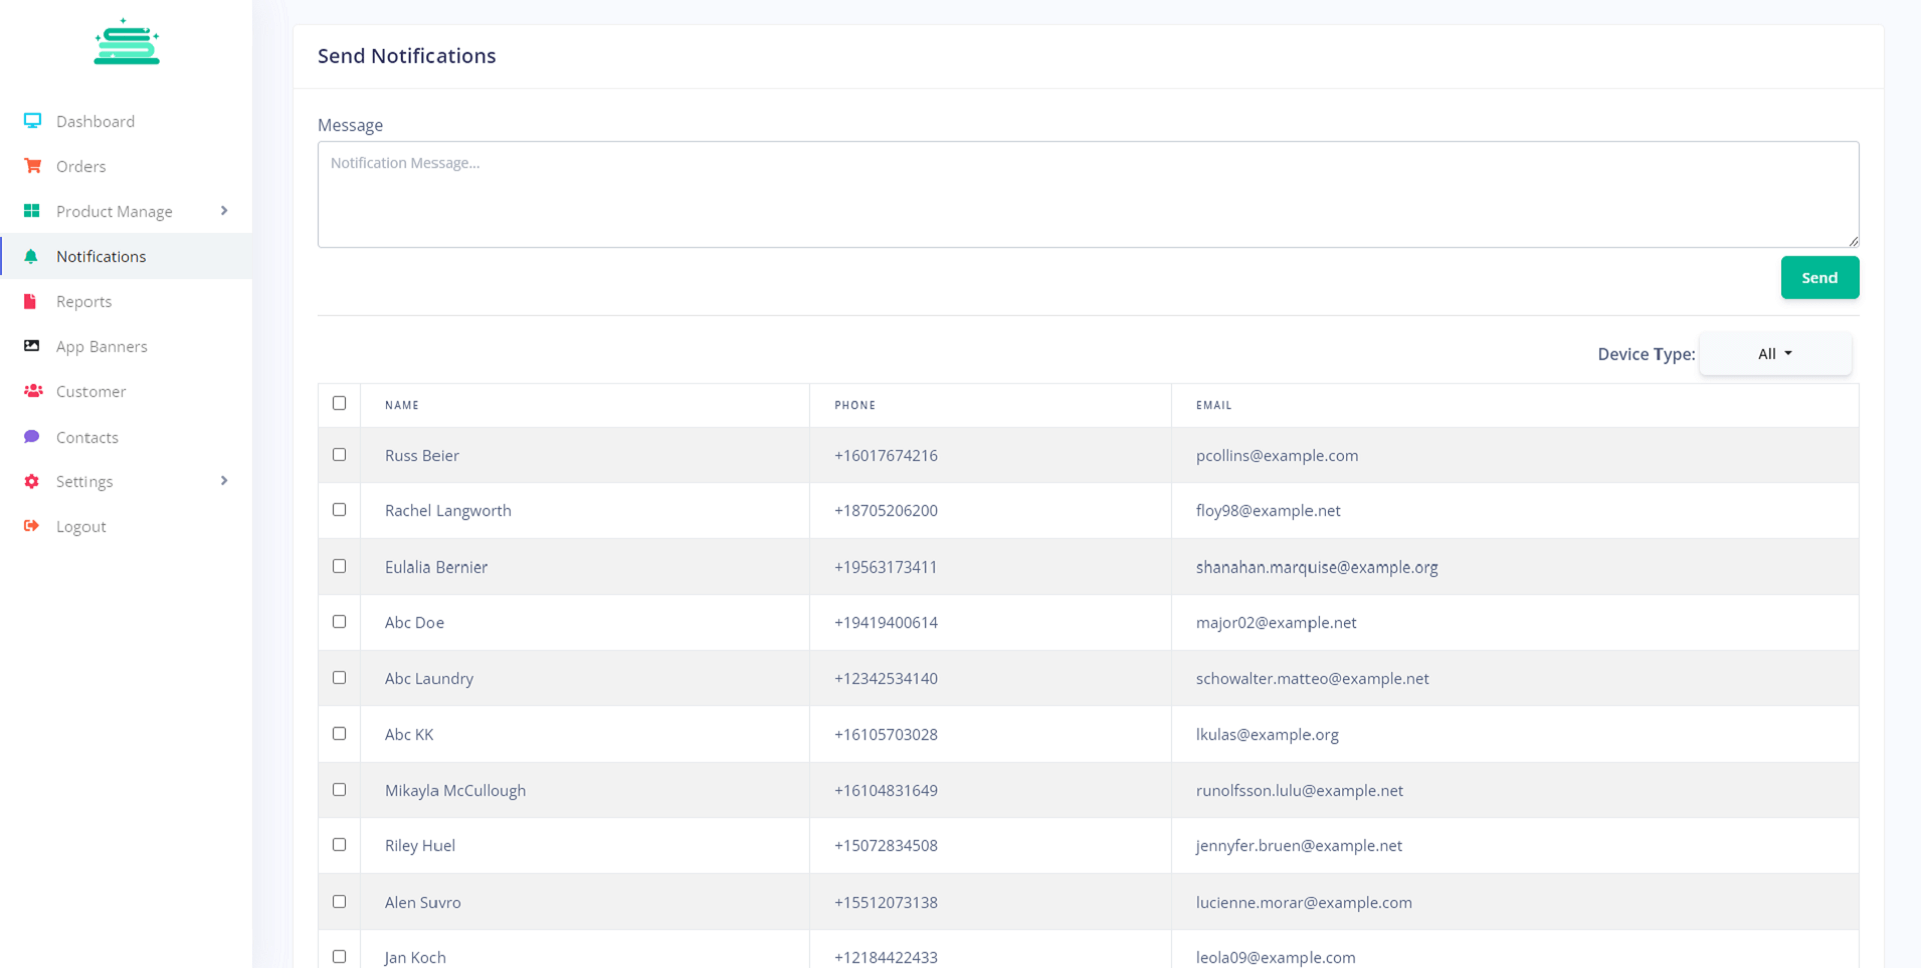 Send Notifications
Dashboard
Orders
Product Manage
Notifications
Reports
App Banners
Customer
Contacts
Settings
Logout
Message
Notification Message...
Send
Device Type: All
NAME PHONE EMAIL
Russ Beier +16017674216 pcollins@example.com
Rachel Langworth +18705206200 floy98@example.net
Eulalia Bernier +19563173411 shanahan.marquise@example.org
Abc Doe +19419400614 major02@example.net
Abc Laundry +12342534140 schowalter.matteo@example.net
Abc KK +16105703028 lkulas@example.org
Mikayla McCullough +16104831649 runolfsson.lulu@example.net
Riley Huel +15072834508 jennyfer.bruen@example.net
Alen Suvro +15512073138 lucienne.morar@example.com
Jan Koch +12184422433 leola09@example.com